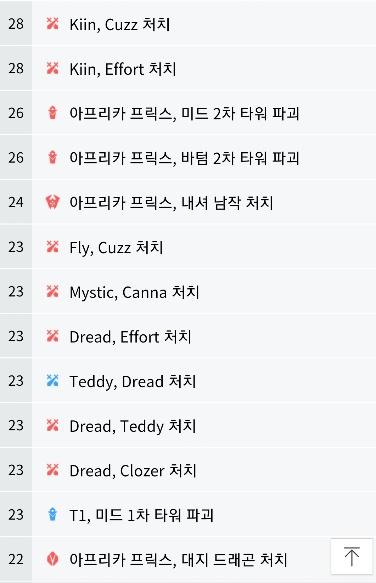 28 Kiin, Cuzz 처치
28 Kiin, Effort 처치
26 아프리카 프릭스, 미드 2차 타워 파괴
26 아프리카 프릭스, 바텀 2차 타워 파괴
24 아프리카 프릭스, 내셔 남작 처치
23 Fly, Cuzz 처치
23 Mystic, Canna 처치
23 Dread, Effort 처치
23 Teddy, Dread 처치
23 Dread, Teddy 처치
23 Dread, Clozer 처치
23 T1, 미드 1차 타워 파괴
22 아프리카 프릭스, 대지 드래곤 처치